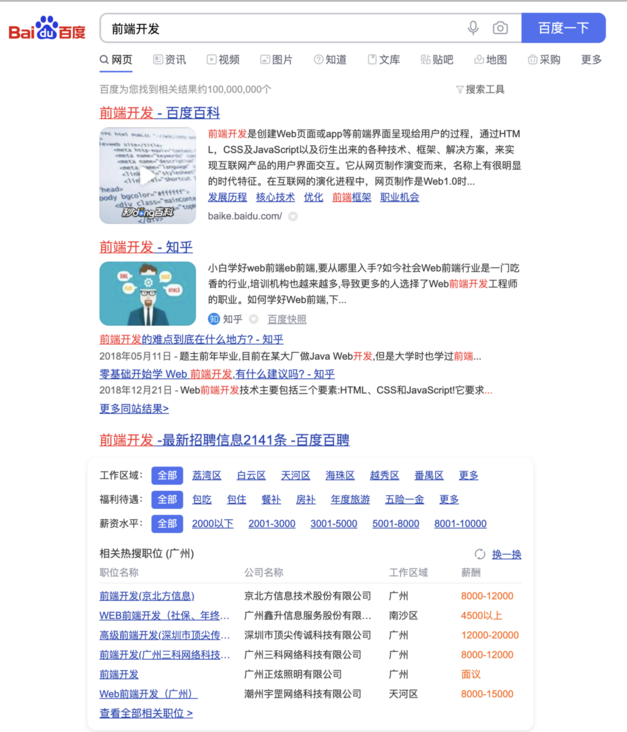 Bai du 百度
前端开发
百度一下
网页 资讯 视频 图片 知道 文库 贴吧 地图 采购 更多
百度为您找到相关结果约100,000,000个
搜索工具
前端开发 - 百度百科
秒dong百科
前端开发是创建Web页面或app等前端界面呈现给用户的过程，通过HTM
L，CSS及JavaScript以及衍生出来的各种技术、框架、解决方案，来实
现互联网产品的用户界面交互。它从网页制作演变而来，名称上有很明显
的时代特征。在互联网的演化进程中，网页制作是Web1.0时...
发展历程 核心技术 优化 前端框架 职业机会
baike.baidu.com/
前端开发 - 知乎
小白学好web前端eb前端,要从哪里入手?如今社会Web前端行业是一门吃
香的行业,培训机构也越来越多,导致更多的人选择了Web前端开发工程师
的职业。如何学好Web前端,下...
知 知乎 百度快照
前端开发的难点到底在什么地方? - 知乎
2018年05月11日 - 题主前年毕业,目前在某大厂做Java Web开发,但是大学时也学过前端...
零基础开始学 Web 前端开发,有什么建议吗? - 知乎
2018年12月21日 - Web前端开发技术主要包括三个要素:HTML、CSS和JavaScript!它要求...
更多同站结果>
前端开发 -最新招聘信息2141条 -百度百聘
工作区域： 全部 荔湾区 白云区 天河区 海珠区 越秀区 番禺区 更多
福利待遇： 全部 包吃 包住 餐补 房补 年度旅游 五险一金 更多
薪资水平： 全部 2000以下 2001-3000 3001-5000 5001-8000 8001-10000
相关热搜职位 (广州) 换一换
职位名称 公司名称 工作区域 薪酬
前端开发(京北方信息) 京北方信息技术股份有限公司 广州 8000-12000
WEB前端开发（社保、年终... 广州鑫升信息服务股份有限... 南沙区 4500以上
高级前端开发(深圳市顶尖传... 深圳市顶尖传诚科技有限公司 广州 12000-20000
前端开发(广州三科网络科技... 广州三科网络科技有限公司 广州 8000-12000
前端开发 广州正炫照明有限公司 广州 面议
Web前端开发（广州） 潮州宇罡网络科技有限公司 天河区 8000-15000
查看全部相关职位 >